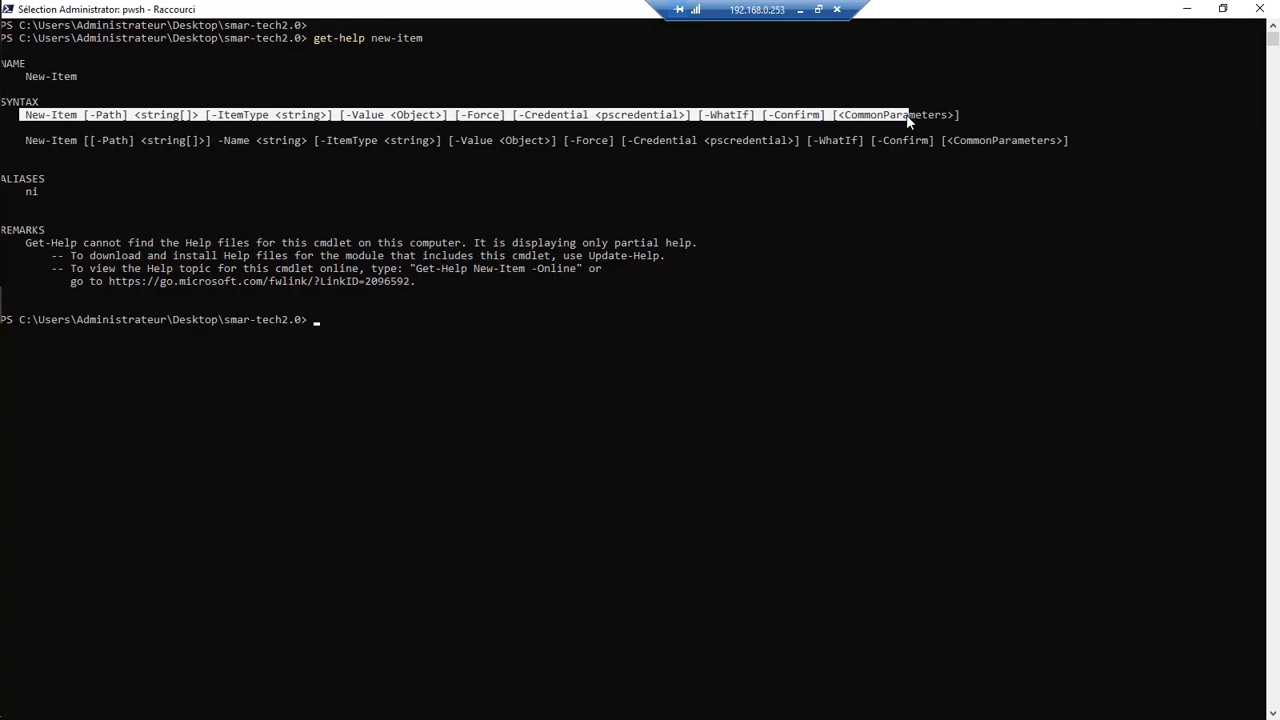 Sélection Administrator: pwsh - Raccourci
192.168.0.253
PS C:\Users\Administrateur\Desktop\smar-tech2.0>
PS C:\Users\Administrateur\Desktop\smar-tech2.0> get-help new-item
NAME
New-Item
SYNTAX
New-Item [-Path] <string[]> [-ItemType <string>] [-Value <Object>] [-Force] [-Credential <pscredential>] [-WhatIf] [-Confirm] [<CommonParameters>]
New-Item [[-Path] <string[]>] -Name <string> [-ItemType <string>] [-Value <Object>] [-Force] [-Credential <pscredential>] [-WhatIf] [-Confirm] [<CommonParameters>]
ALIASES
ni
REMARKS
Get-Help cannot find the Help files for this cmdlet on this computer. It is displaying only partial help.
-- To download and install Help files for the module that includes this cmdlet, use Update-Help.
-- To view the Help topic for this cmdlet online, type: "Get-Help New-Item -Online" or
go to https://go.microsoft.com/fwlink/?LinkID=2096592.
PS C:\Users\Administrateur\Desktop\smar-tech2.0>